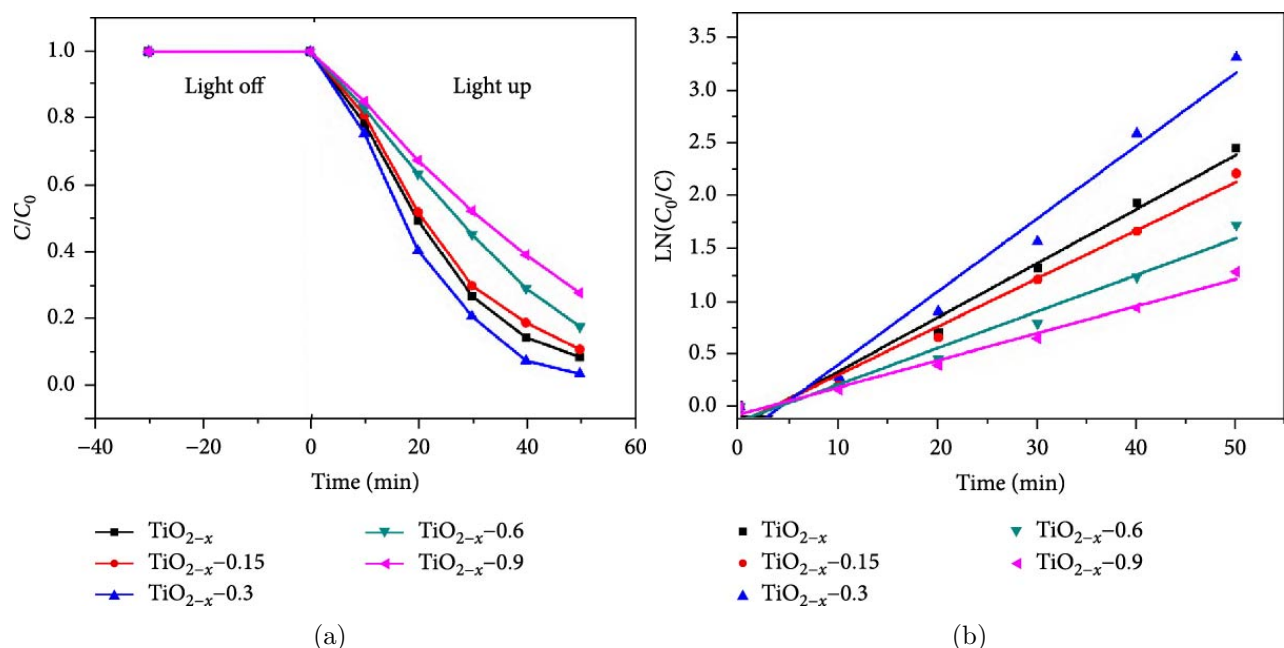 1.0
0.8
0.6
0.4
0.2
0.0
C/C₀
Light off
Light up
−40
−20
0
20
40
60
Time (min)
TiO₂₋ₓ
TiO₂₋ₓ−0.15
TiO₂₋ₓ−0.3
TiO₂₋ₓ−0.6
TiO₂₋ₓ−0.9
(a)
3.5
3.0
2.5
2.0
1.5
1.0
0.5
0.0
LN(C₀/C)
0
10
20
30
40
50
Time (min)
TiO₂₋ₓ
TiO₂₋ₓ−0.15
TiO₂₋ₓ−0.3
TiO₂₋ₓ−0.6
TiO₂₋ₓ−0.9
(b)